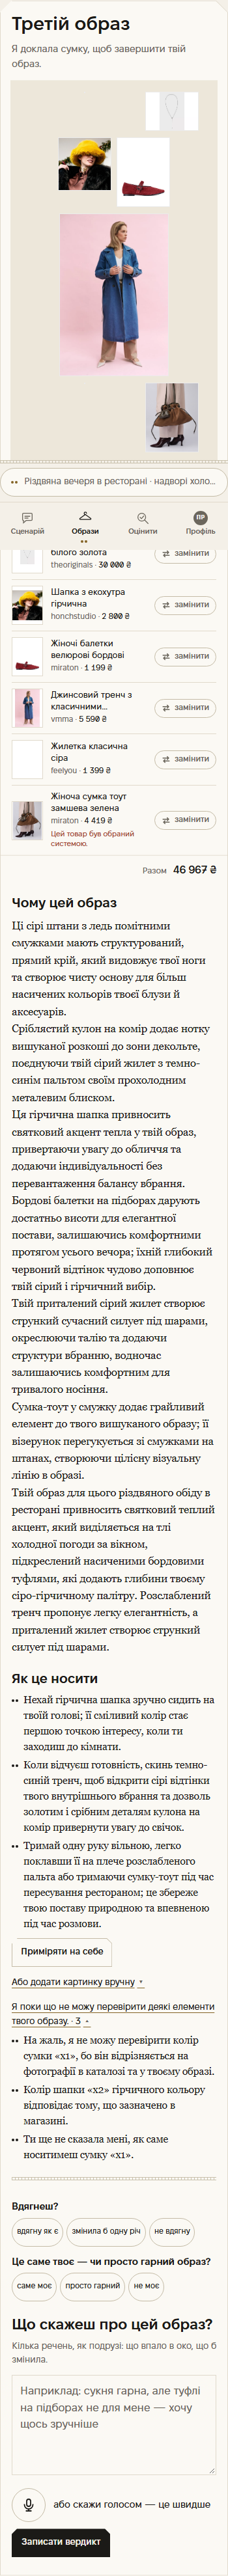 Третій образ
Я доклала сумку, щоб завершити твій
образ.
Різдвяна вечеря в ресторані · надворі холо...
Сценарій
Образи
Оцінити
ПР
Профіль
білого золота
theoriginals · 30 000 ₴
замінити
Шапка з екохутра
гірчична
honchstudio · 2 800 ₴
замінити
Жіночі балетки
велюрові бордові
miraton · 1 199 ₴
замінити
Джинсовий тренч з
класичними...
vmma · 5 590 ₴
замінити
Жилетка класична
сіра
feelyou · 1 399 ₴
замінити
Жіноча сумка тоут
замшева зелена
miraton · 4 419 ₴
Цей товар був обраний
системою.
замінити
Разом 46 967 ₴
Чому цей образ
Ці сірі штани з ледь помітними
смужками мають структурований,
прямий крій, який видовжує твої ноги
та створює чисту основу для більш
насичених кольорів твоєї блузи й
аксесуарів.
Сріблястий кулон на комір додає нотку
вишуканої розкоші до зони декольте,
поєднуючи твій сірий жилет з темно-
синім пальтом своїм прохолодним
металевим блиском.
Ця гірчична шапка привносить
святковий акцент тепла у твій образ,
привертаючи увагу до обличчя та
додаючи індивідуальності без
перевантаження балансу вбрання.
Бордові балетки на підборах дарують
достатньо висоти для елегантної
постави, залишаючись комфортними
протягом усього вечора; їхній глибокий
червоний відтінок чудово доповнює
твій сірий і гірчичний вибір.
Твій приталений сірий жилет створює
стрункий сучасний силует під шарами,
окреслюючи талію та додаючи
структури вбранню, водночас
залишаючись комфортним для
тривалого носіння.
Сумка-тоут у смужку додає грайливий
елемент до твого вишуканого образу; її
візерунок перегукується зі смужками на
штанах, створюючи цілісну візуальну
лінію в образі.
Твій образ для цього різдвяного обіду в
ресторані привносить святковий теплий
акцент, який виділяється на тлі
холодної погоди за вікном,
підкреслений насиченими бордовими
туфлями, які додають глибини твоєму
сіро-гірчичному палітру. Розслаблений
тренч пропонує легку елегантність, а
приталений жилет створює стрункий
силует під шарами.
Як це носити
•• Нехай гірчична шапка зручно сидить на
твоїй голові; її сміливий колір стає
першою точкою інтересу, коли ти
заходиш до кімнати.
•• Коли відчуєш готовність, скинь темно-
синій тренч, щоб відкрити сірі відтінки
твого внутрішнього вбрання та дозволь
золотим і срібним деталям кулона на
комір привернути увагу до свічок.
•• Тримай одну руку вільною, легко
поклавши її на плече розслабленого
пальта або тримаючи сумку-тоут під час
пересування рестораном; це збереже
твою поставу природною та впевненою
під час розмови.
Приміряти на себе
Або додати картинку вручну
Я поки що не можу перевірити деякі елементи
твого образу. · 3
•• На жаль, я не можу перевірити колір
сумки «x1», бо він відрізняється на
фотографії в каталозі та у твоєму образі.
•• Колір шапки «x2» гірчичного кольору
відповідає тому, що зазначено в
магазині.
•• Ти ще не сказала мені, як саме
носитимеш сумку «x1».
Вдягнеш?
вдягну як є
змінила б одну річ
не вдягну
Це саме твоє — чи просто гарний образ?
саме моє
просто гарний
не моє
Що скажеш про цей образ?
Кілька речень, як подрузі: що впало в око, що б
змінила.
Наприклад: сукня гарна, але туфлі
на підборах не для мене — хочу
щось зручніше
або скажи голосом — це швидше
Записати вердикт